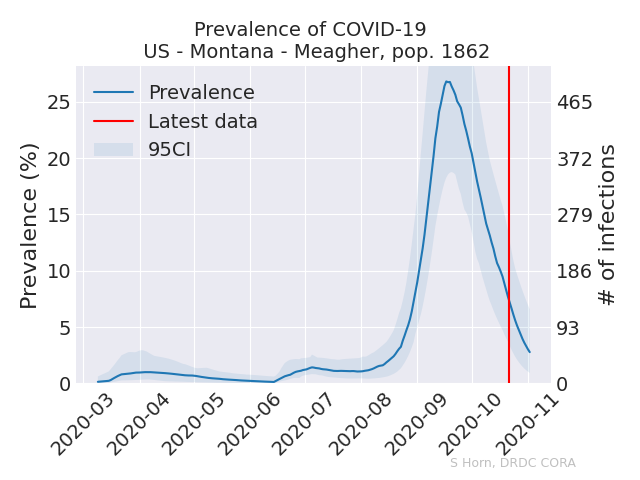 Prevalence of COVID-19
US - Montana - Meagher, pop. 1862
Prevalence
Latest data
95CI
Prevalence (%)
25
20
15
10
5
0
465
372
279
186
93
0
# of infections
2020-03
2020-04
2020-05
2020-06
2020-07
2020-08
2020-09
2020-10
2020-11
S Horn, DRDC CORA